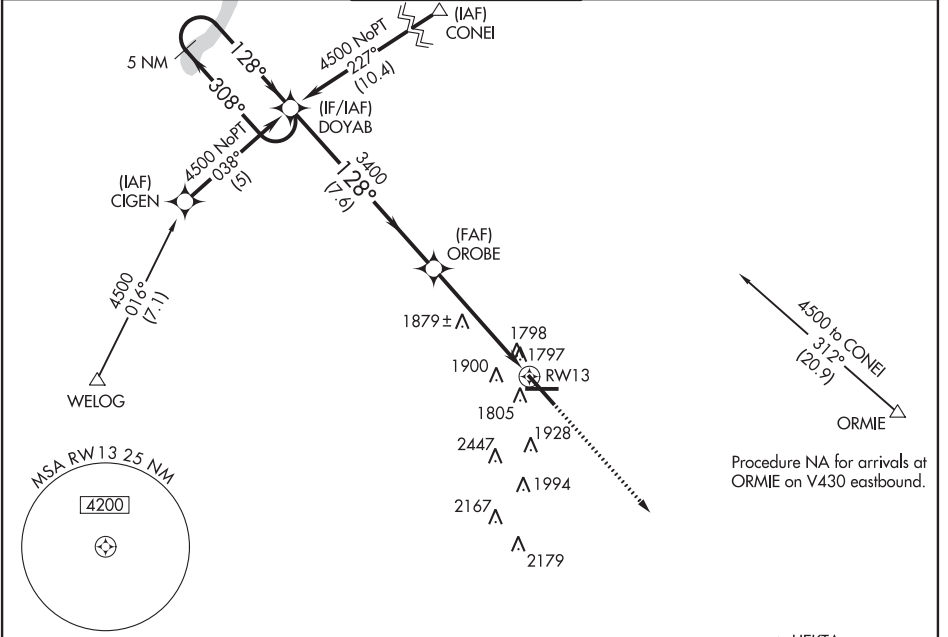 (IAF)
CONEI
4500 NoPT
227°
(10.4)
5 NM
128°
308°
(IF/IAF)
DOYAB
4500 NoPT
038°
(5)
(IAF)
CIGEN
3400
128°
(7.6)
(FAF)
OROBE
4500
016°
(7.1)
WELOG
1879 ±
1798
1797
1900
RW13
1805
1928
2447
1994
2167
2179
4500 to CONEI
312°
(20.9)
ORMIE
Procedure NA for arrivals at
ORMIE on V430 eastbound.
MSA RW 13 25 NM
4200